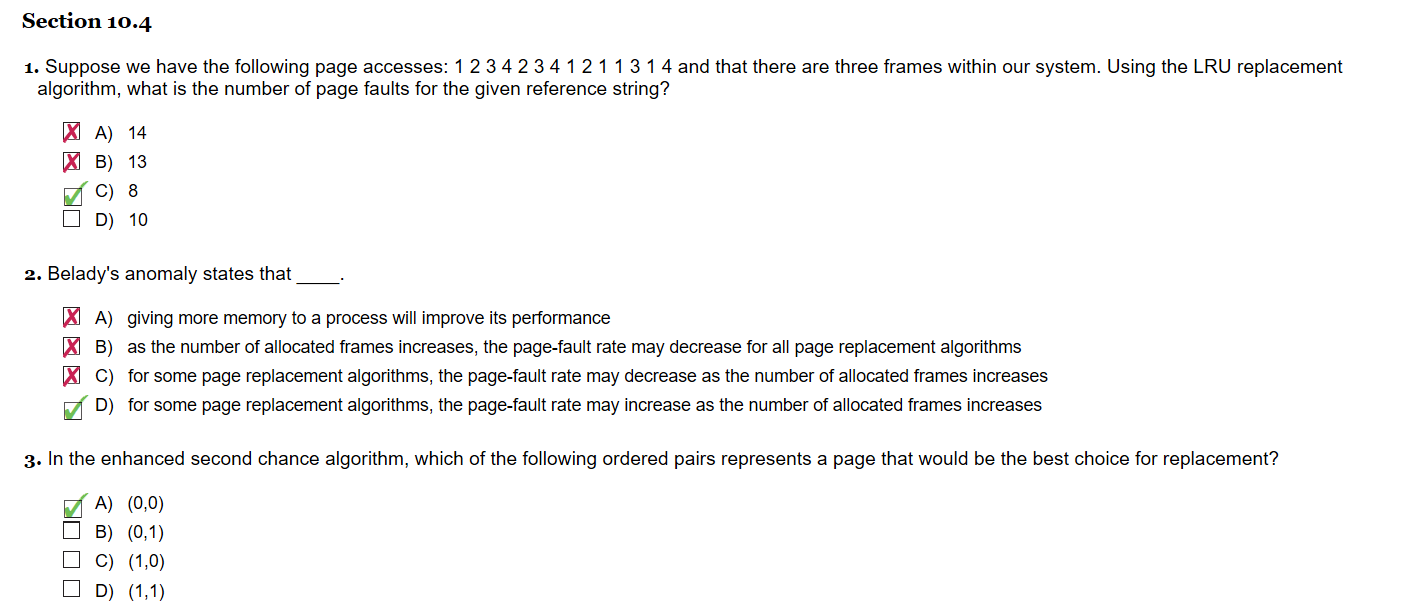 Section 10.4
1. Suppose we have the following page accesses: 1 2 3 4 2 3 4 1 2 1 1 3 1 4 and that there are three frames within our system. Using the LRU replacement
algorithm, what is the number of page faults for the given reference string?
A) 14
B) 13
C) 8
D) 10
2. Belady's anomaly states that ____.
A) giving more memory to a process will improve its performance
B) as the number of allocated frames increases, the page-fault rate may decrease for all page replacement algorithms
C) for some page replacement algorithms, the page-fault rate may decrease as the number of allocated frames increases
D) for some page replacement algorithms, the page-fault rate may increase as the number of allocated frames increases
3. In the enhanced second chance algorithm, which of the following ordered pairs represents a page that would be the best choice for replacement?
A) (0,0)
B) (0,1)
C) (1,0)
D) (1,1)